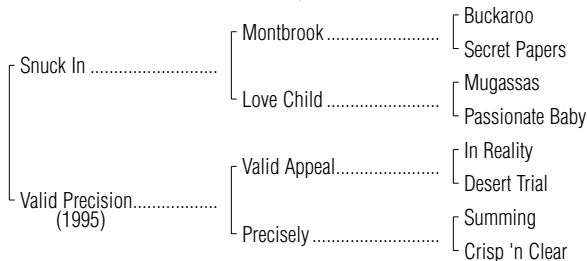 Buckaroo
Montbrook ........................
Secret Papers
Snuck In ..........................
Mugassas
Love Child ........................
Passionate Baby
In Reality
Valid Appeal......................
Desert Trial
Valid Precision..................
(1995)
Summing
Precisely ...........................
Crisp 'n Clear